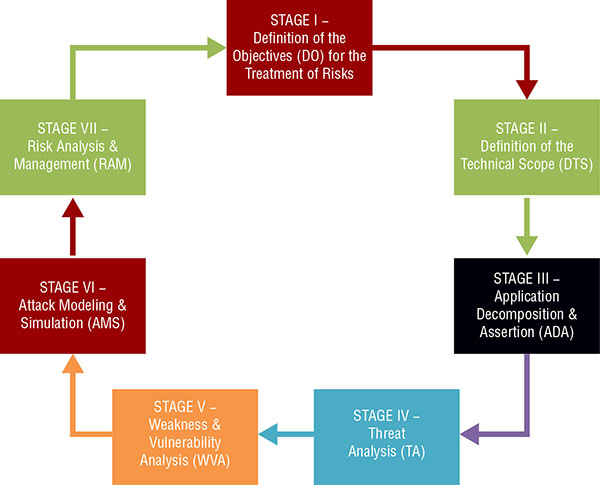 STAGE I –
Definition of the
Objectives (DO) for the
Treatment of Risks
STAGE II –
Definition of the
Technical Scope (DTS)
STAGE III –
Application
Decomposition &
Assertion (ADA)
STAGE IV –
Threat
Analysis (TA)
STAGE V –
Weakness &
Vulnerability
Analysis (WVA)
STAGE VI –
Attack Modeling &
Simulation (AMS)
STAGE VII –
Risk Analysis &
Management (RAM)